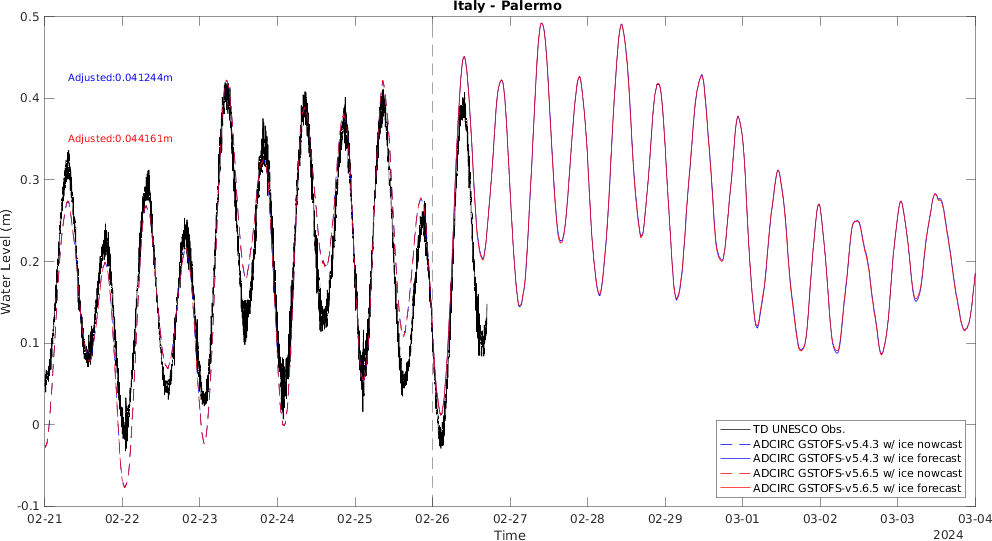 Italy - Palermo
Adjusted:0.041244m
Adjusted:0.044161m
Water Level (m)
0.5
0.4
0.3
0.2
0.1
0
-0.1
02-21 02-22 02-23 02-24 02-25 02-26 02-27 02-28 02-29 03-01 03-02 03-03 03-04
Time
2024
TD UNESCO Obs.
ADCIRC GSTOFS-v5.4.3 w/ ice nowcast
ADCIRC GSTOFS-v5.4.3 w/ ice forecast
ADCIRC GSTOFS-v5.6.5 w/ ice nowcast
ADCIRC GSTOFS-v5.6.5 w/ ice forecast